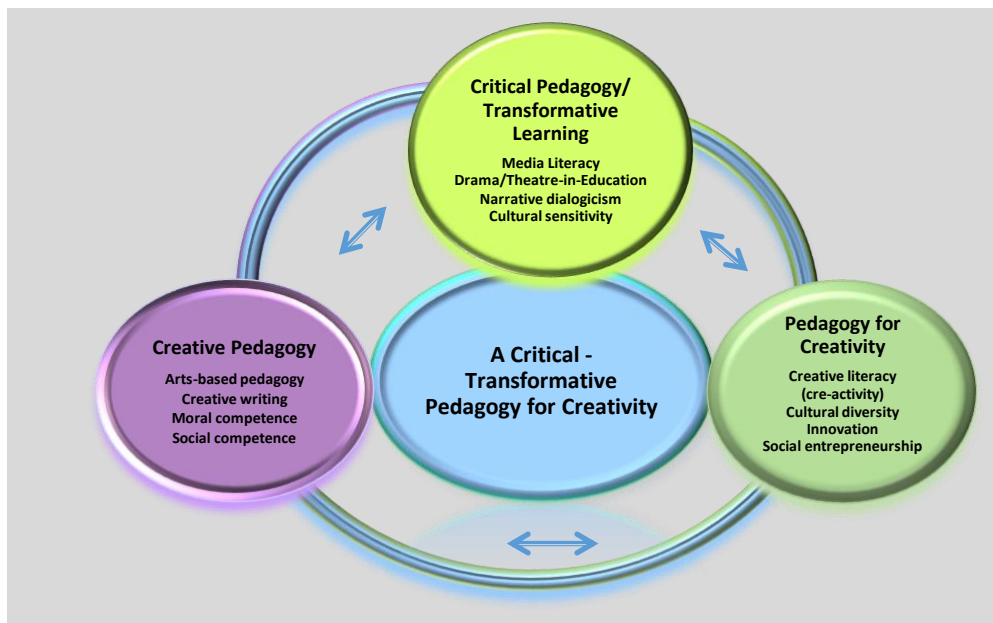 Critical Pedagogy/
Transformative
Learning
Media Literacy
Drama/Theatre-in-Education
Narrative dialogicism
Cultural sensitivity
Creative Pedagogy
Arts-based pedagogy
Creative writing
Moral competence
Social competence
A Critical -
Transformative
Pedagogy for Creativity
Pedagogy for
Creativity
Creative literacy
(cre-activity)
Cultural diversity
Innovation
Social entrepreneurship